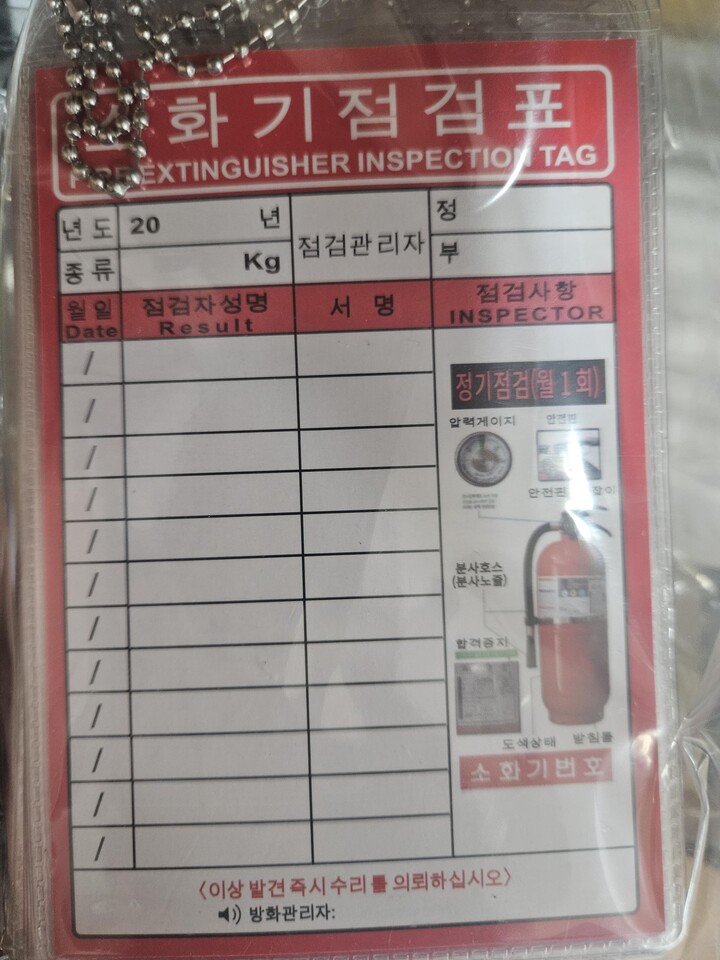 소화기점검표
FIRE EXTINGUISHER INSPECTION TAG
년 도 20 년 점검관리자 정
종 류 Kg 부
월 일 점검자성명 서 명 점검사항
Date Result INSPECTOR
/
/
/
/
/
/
/
/
/
/
/
/
정기점검(월 1 회)
압력게이지 안전핀
안전핀
분사호스
(분사노즐)
합격증지
도색상태 받침틀
소화기번호
〈이상 발견 즉시 수리를 의뢰하십시오〉
방화관리자: